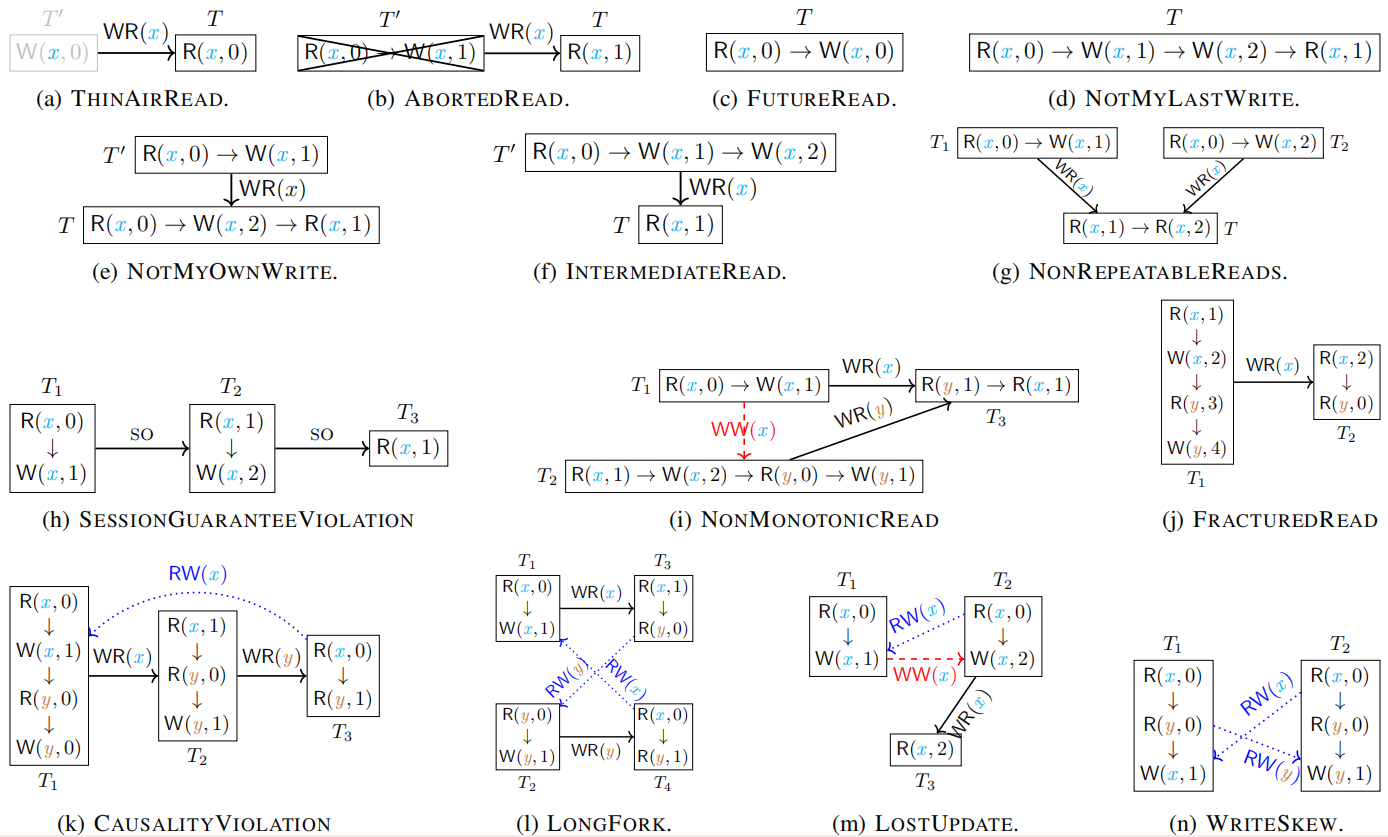 T′
W(x, 0)
WR(x)
T
R(x, 0)
(a) THINAIRREAD.
T′
R(x, 0) → W(x, 1)
WR(x)
T
R(x, 1)
(b) ABORTEDREAD.
T
R(x, 0) → W(x, 0)
(c) FUTUREREAD.
T
R(x, 0) → W(x, 1) → W(x, 2) → R(x, 1)
(d) NOTMYLASTWRITE.
T′ R(x, 0) → W(x, 1)
WR(x)
T R(x, 0) → W(x, 2) → R(x, 1)
(e) NOTMYOWNWRITE.
T′ R(x, 0) → W(x, 1) → W(x, 2)
WR(x)
T R(x, 1)
(f) INTERMEDIATEREAD.
T₁ R(x, 0) → W(x, 1)
R(x, 0) → W(x, 2) T₂
WR(x)
WR(x)
R(x, 1) → R(x, 2) T
(g) NONREPEATABLEREADS.
T₁
R(x, 0)
↓
W(x, 1)
SO
T₂
R(x, 1)
↓
W(x, 2)
SO
T₃
R(x, 1)
(h) SESSIONGUARANTEEVIOLATION
T₁ R(x, 0) → W(x, 1)
WR(x)
R(y, 1) → R(x, 1)
T₃
WW(x)
WR(y)
T₂ R(x, 1) → W(x, 2) → R(y, 0) → W(y, 1)
(i) NONMONOTONICREAD
R(x, 1)
↓
W(x, 2)
↓
R(y, 3)
↓
W(y, 4)
T₁
WR(x)
R(x, 2)
↓
R(y, 0)
T₂
(j) FRACTUREDREAD
RW(x)
R(x, 0)
↓
W(x, 1)
↓
R(y, 0)
↓
W(y, 0)
T₁
WR(x)
R(x, 1)
↓
R(y, 0)
↓
W(y, 1)
T₂
WR(y)
R(x, 0)
↓
R(y, 1)
T₃
(k) CAUSALITYVIOLATION
T₁
R(x, 0)
↓
W(x, 1)
WR(x)
T₃
R(x, 1)
↓
R(y, 0)
RW(y)
RW(x)
R(y, 0)
↓
W(y, 1)
T₂
WR(y)
R(x, 0)
↓
R(y, 1)
T₄
(l) LONGFORK.
T₁
R(x, 0)
↓
W(x, 1)
RW(x)
WW(x)
T₂
R(x, 0)
↓
W(x, 2)
WR(x)
R(x, 2)
T₃
(m) LOSTUPDATE.
T₁
R(x, 0)
↓
R(y, 0)
↓
W(x, 1)
RW(x)
RW(y)
T₂
R(x, 0)
↓
R(y, 0)
↓
W(y, 1)
(n) WRITESKEW.